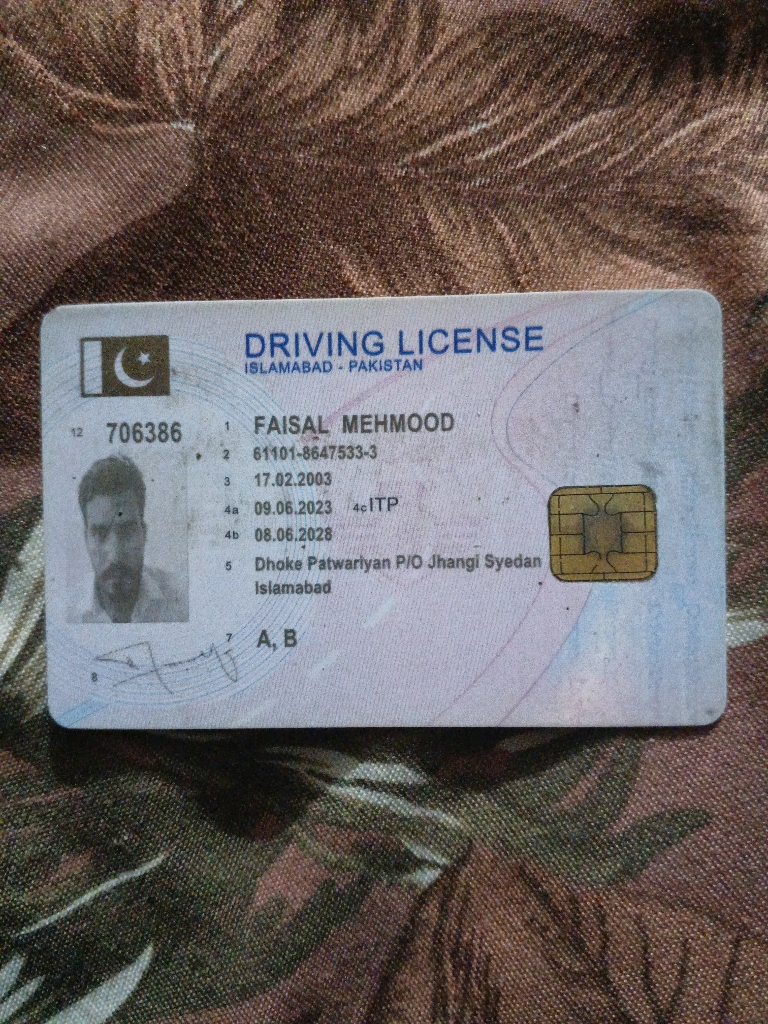 DRIVING LICENSE
ISLAMABAD - PAKISTAN
12 706386
1 FAISAL MEHMOOD
2 61101-8647533-3
3 17.02.2003
4a 09.06.2023 4c ITP
4b 08.06.2028
5 Dhoke Patwariyan P/O Jhangi Syedan
Islamabad
7 A, B
8